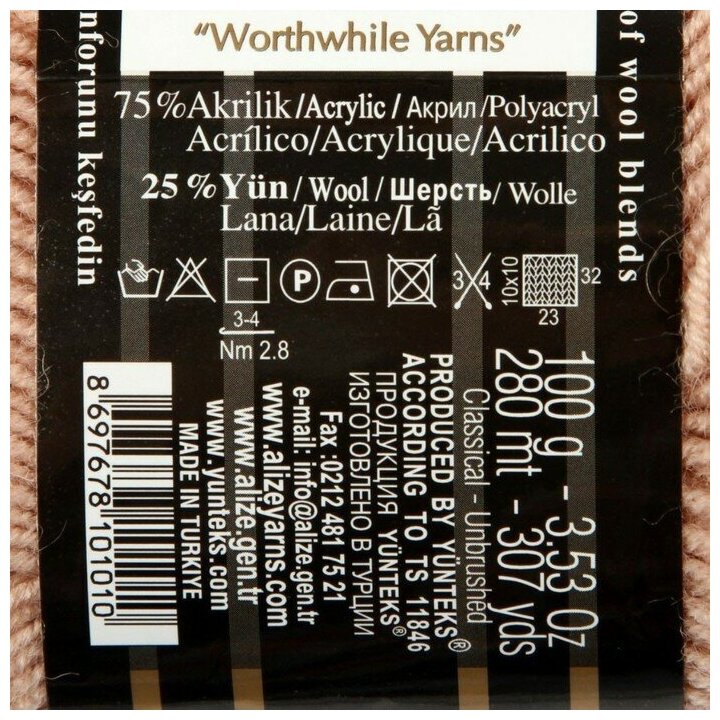 “Worthwhile Yarns”
75%Akrilik/Acrylic/Акрил/Polyacryl
Acrílico/Acrylique/Acrilico
25 %Yün/Wool/Шерсть/Wolle
Lana/Laine/Lã
P
3 4
10x10
32
23
3-4
Nm 2.8
nforunu keşfedin
of wool blends
100 g - 3.53 Oz
280 mt - 307 yds
Classical - Unbrushed
PRODUCED BY YÜNTEKS®
ACCORDING TO TS 11846
ПРОДУКЦИЯ YÜNTEKS®
ИЗГОТОВЛЕНО В ТУРЦИИ
Fax :0212 481 75 21
e-mail: info@alize.gen.tr
www.alizeyarns.com
www.alize.gen.tr
www.yunteks.com
MADE IN TURKIYE
8 697678 101010